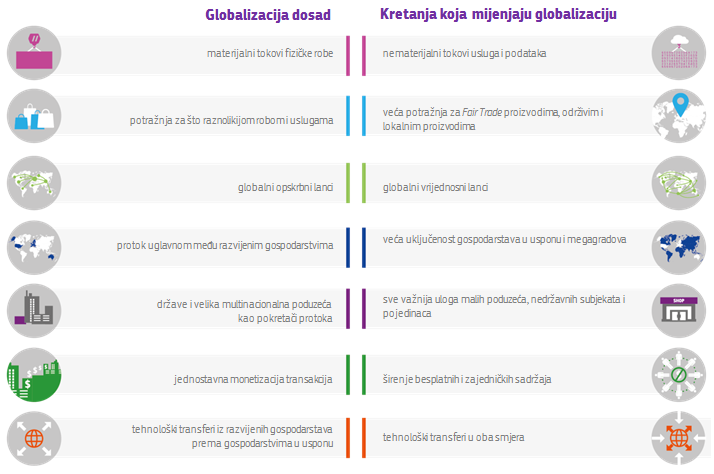 Globalizacija dosad
Kretanja koja mijenjaju globalizaciju
materijalni tokovi fizičke robe
nematerijalni tokovi usluga i podataka
potražnja za što raznolikijom robom i uslugama
veća potražnja za Fair Trade proizvodima, održivim i
lokalnim proizvodima
globalni opskrbni lanci
globalni vrijednosni lanci
protok uglavnom među razvijenim gospodarstvima
veća uključenost gospodarstava u usponu i megagradova
države i velika multinacionalna poduzeća
kao pokretači protoka
sve važnija uloga malih poduzeća, nedržavnih subjekata i
pojedinaca
SHOP
jednostavna monetizacija transakcija
širenje besplatnih i zajedničkih sadržaja
$ $ $
tehnološki transferi iz razvijenih gospodarstava
prema gospodarstvima u usponu
tehnološki transferi u oba smjera